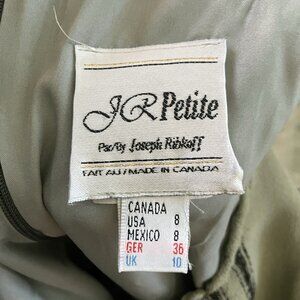 JR Petite
Par/By Joseph Ribkoff
FAIT AU / MADE IN CANADA
CANADA
USA 8
MEXICO 8
GER 36
UK 10